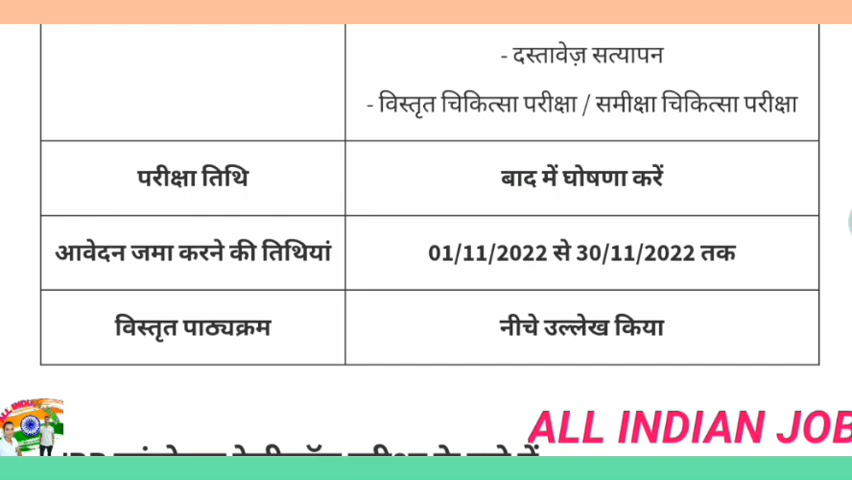 - दस्तावेज़ सत्यापन
- विस्तृत चिकित्सा परीक्षा / समीक्षा चिकित्सा परीक्षा
परीक्षा तिथि
बाद में घोषणा करें
आवेदन जमा करने की तिथियां
01/11/2022 से 30/11/2022 तक
विस्तृत पाठ्यक्रम
नीचे उल्लेख किया
ALL INDIAN JOB